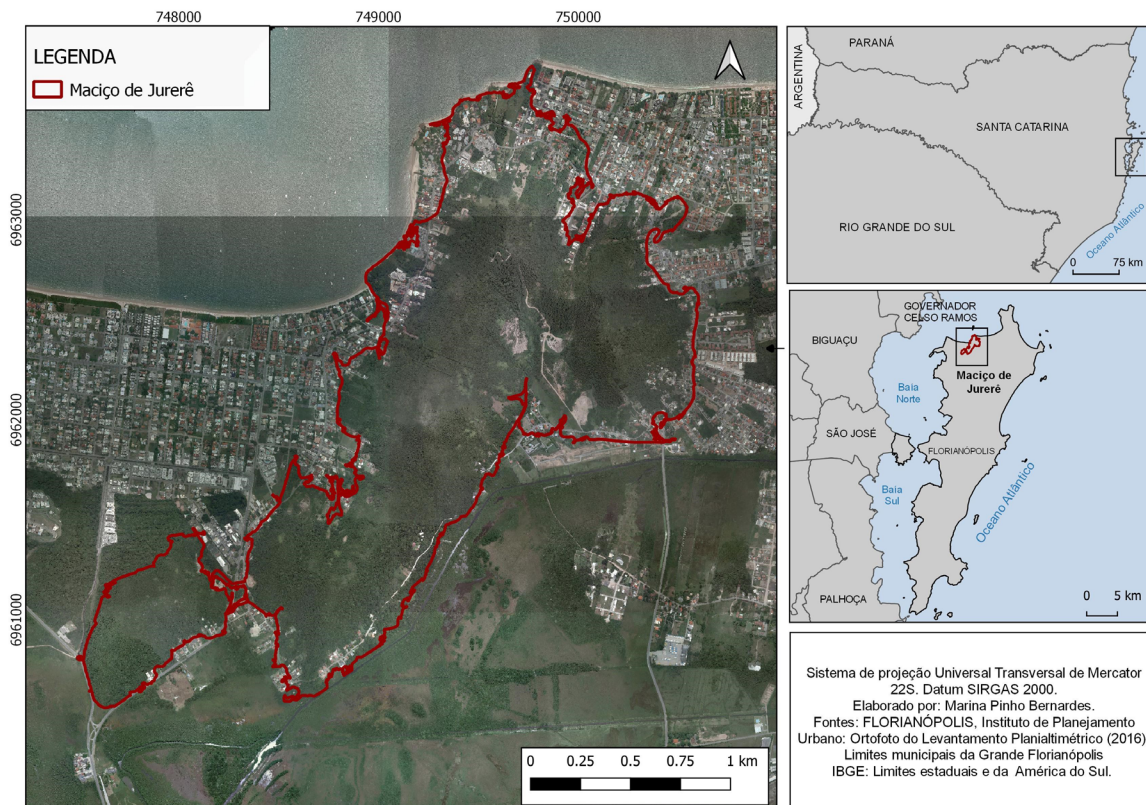 748000
749000
750000
LEGENDA
Maciço de Jurerê
6963000
6962000
6961000
0 0.25 0.5 0.75 1 km
PARANÁ
ARGENTINA
SANTA CATARINA
RIO GRANDE DO SUL
Oceano Atlântico
0 75 km
GOVERNADOR
CELSO RAMOS
BIGUAÇU
Maciço de
Jurerê
Baia
Norte
SÃO JOSÉ
FLORIANÓPOLIS
Baia
Sul
Oceano Atlântico
PALHOÇA
0 5 km
Sistema de projeção Universal Transversal de Mercator
22S. Datum SIRGAS 2000.
Elaborado por: Marina Pinho Bernardes.
Fontes: FLORIANÓPOLIS, Instituto de Planejamento
Urbano: Ortofoto do Levantamento Planialtimétrico (2016)
Limites municipais da Grande Florianópolis
IBGE: Limites estaduais e da América do Sul.